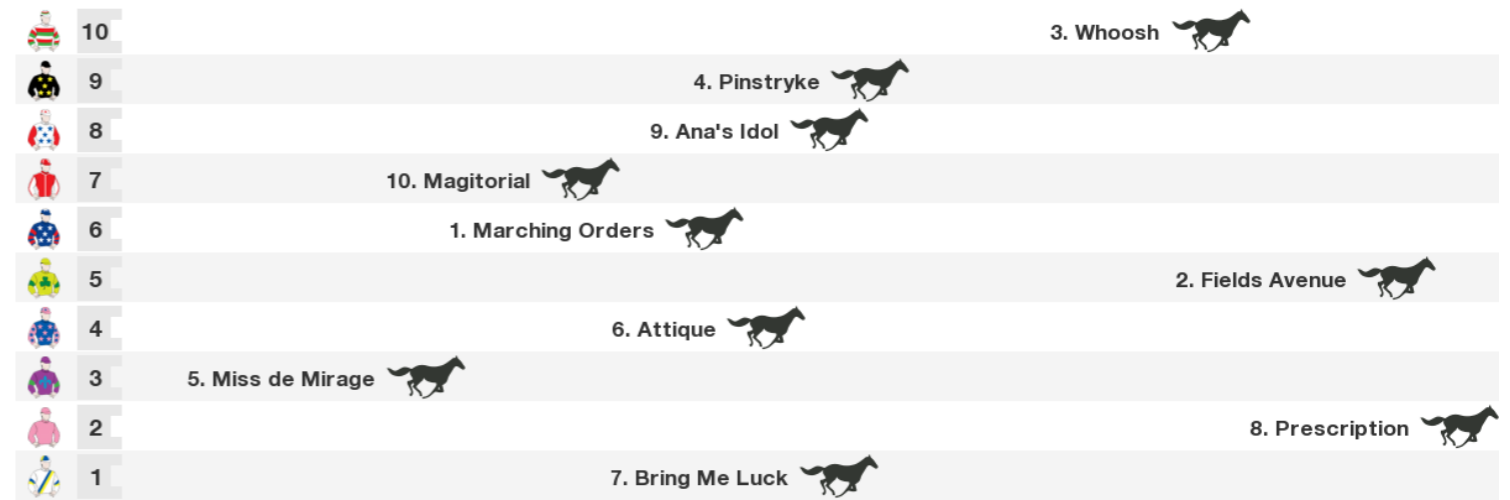 10 3. Whoosh
9 4. Pinstryke
8 9. Ana's Idol
7 10. Magitorial
6 1. Marching Orders
5 2. Fields Avenue
4 6. Attique
3 5. Miss de Mirage
2 8. Prescription
1 7. Bring Me Luck